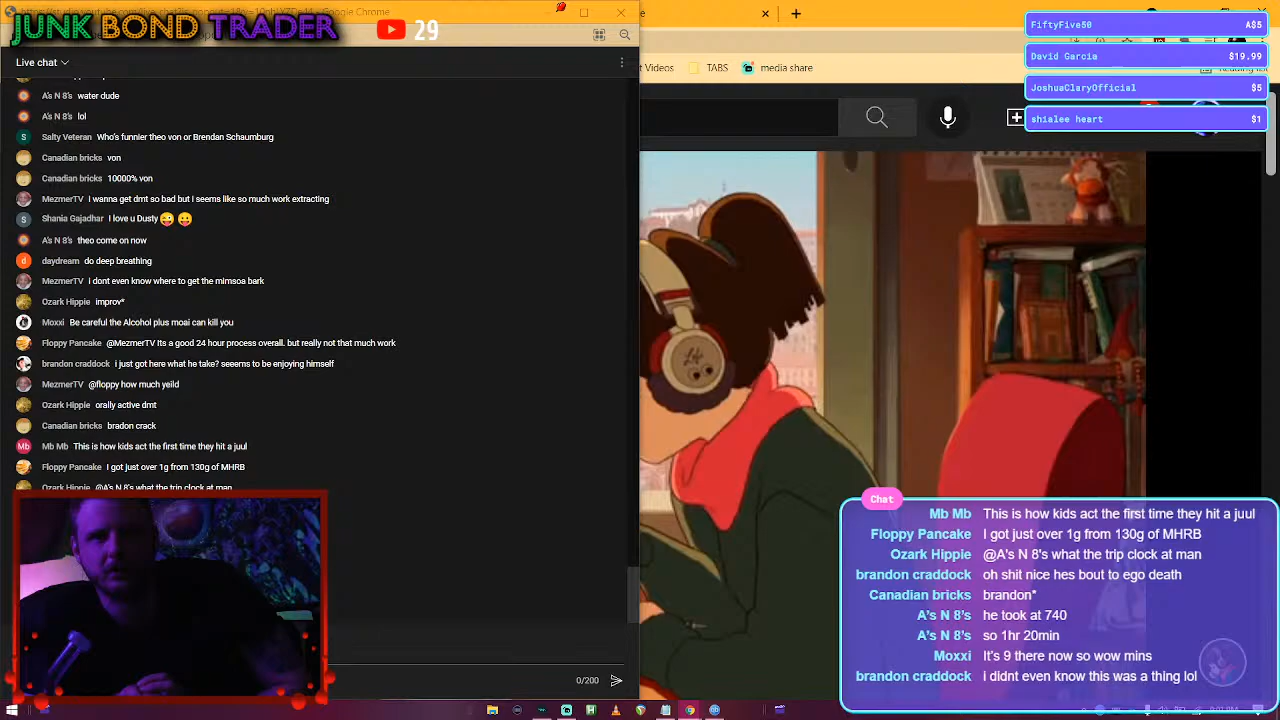 JUNK BOND TRADER
29
Live chat
A's N 8's water dude
A's N 8's lol
Salty Veteran Who's funnier theo von or Brendan Schaumburg
Canadian bricks von
Canadian bricks 10000% von
MezmerTV I wanna get dmt so bad but I seems like so much work extracting
Shania Gajadhar I love u Dusty
A's N 8's theo come on now
daydream do deep breathing
MezmerTV I dont even know where to get the mimsoa bark
Ozark Hippie improv*
Moxxi Be careful the Alcohol plus moai can kill you
Floppy Pancake @MezmerTV Its a good 24 hour process overall, but really not that much work
brandon craddock i just got here what he take? seeems to be enjoying himself
MezmerTV @floppy how much yeild
Ozark Hippie orally active dmt
Canadian bricks bradon crack
Mb Mb This is how kids act the first time they hit a juul
Floppy Pancake I got just over 1g from 130g of MHRB
Ozark Hippie @A's N 8's what the trip clock at man
0/200
Videos
TABS
media share
FiftyFive50 A$5
David Garcia $19.99
JoshuaClaryOfficial $5
shialee heart $1
Chat
Mb Mb This is how kids act the first time they hit a juul
Floppy Pancake I got just over 1g from 130g of MHRB
Ozark Hippie @A's N 8's what the trip clock at man
brandon craddock oh shit nice hes bout to ego death
Canadian bricks brandon*
A's N 8's he took at 740
A's N 8's so 1hr 20min
Moxxi It's 9 there now so wow mins
brandon craddock i didnt even know this was a thing lol